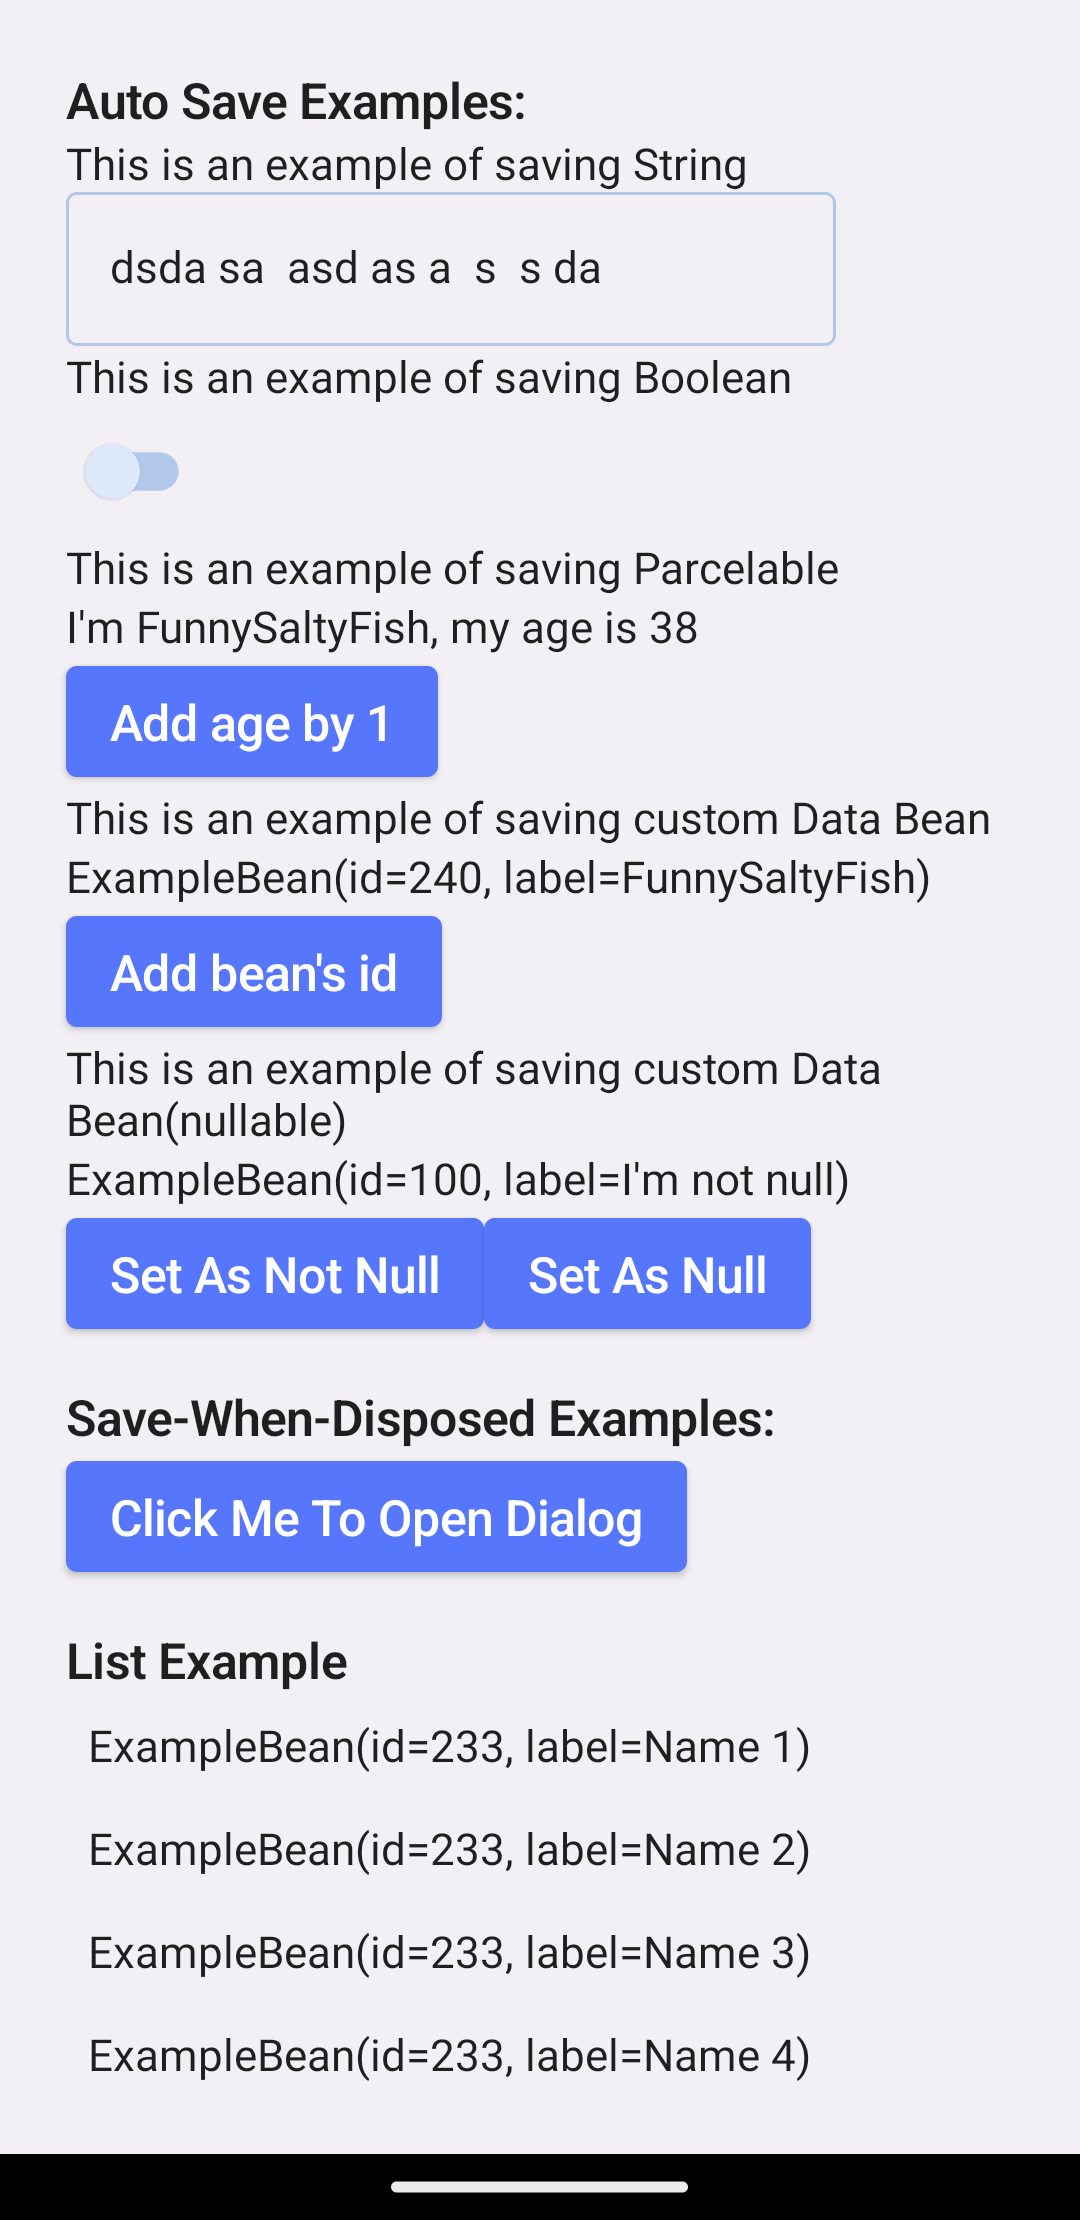 Auto Save Examples:
This is an example of saving String
dsda sa  asd as a  s  s da
This is an example of saving Boolean
This is an example of saving Parcelable
I'm FunnySaltyFish, my age is 38
Add age by 1
This is an example of saving custom Data Bean
ExampleBean(id=240, label=FunnySaltyFish)
Add bean's id
This is an example of saving custom Data
Bean(nullable)
ExampleBean(id=100, label=I'm not null)
Set As Not Null Set As Null
Save-When-Disposed Examples:
Click Me To Open Dialog
List Example
ExampleBean(id=233, label=Name 1)
ExampleBean(id=233, label=Name 2)
ExampleBean(id=233, label=Name 3)
ExampleBean(id=233, label=Name 4)